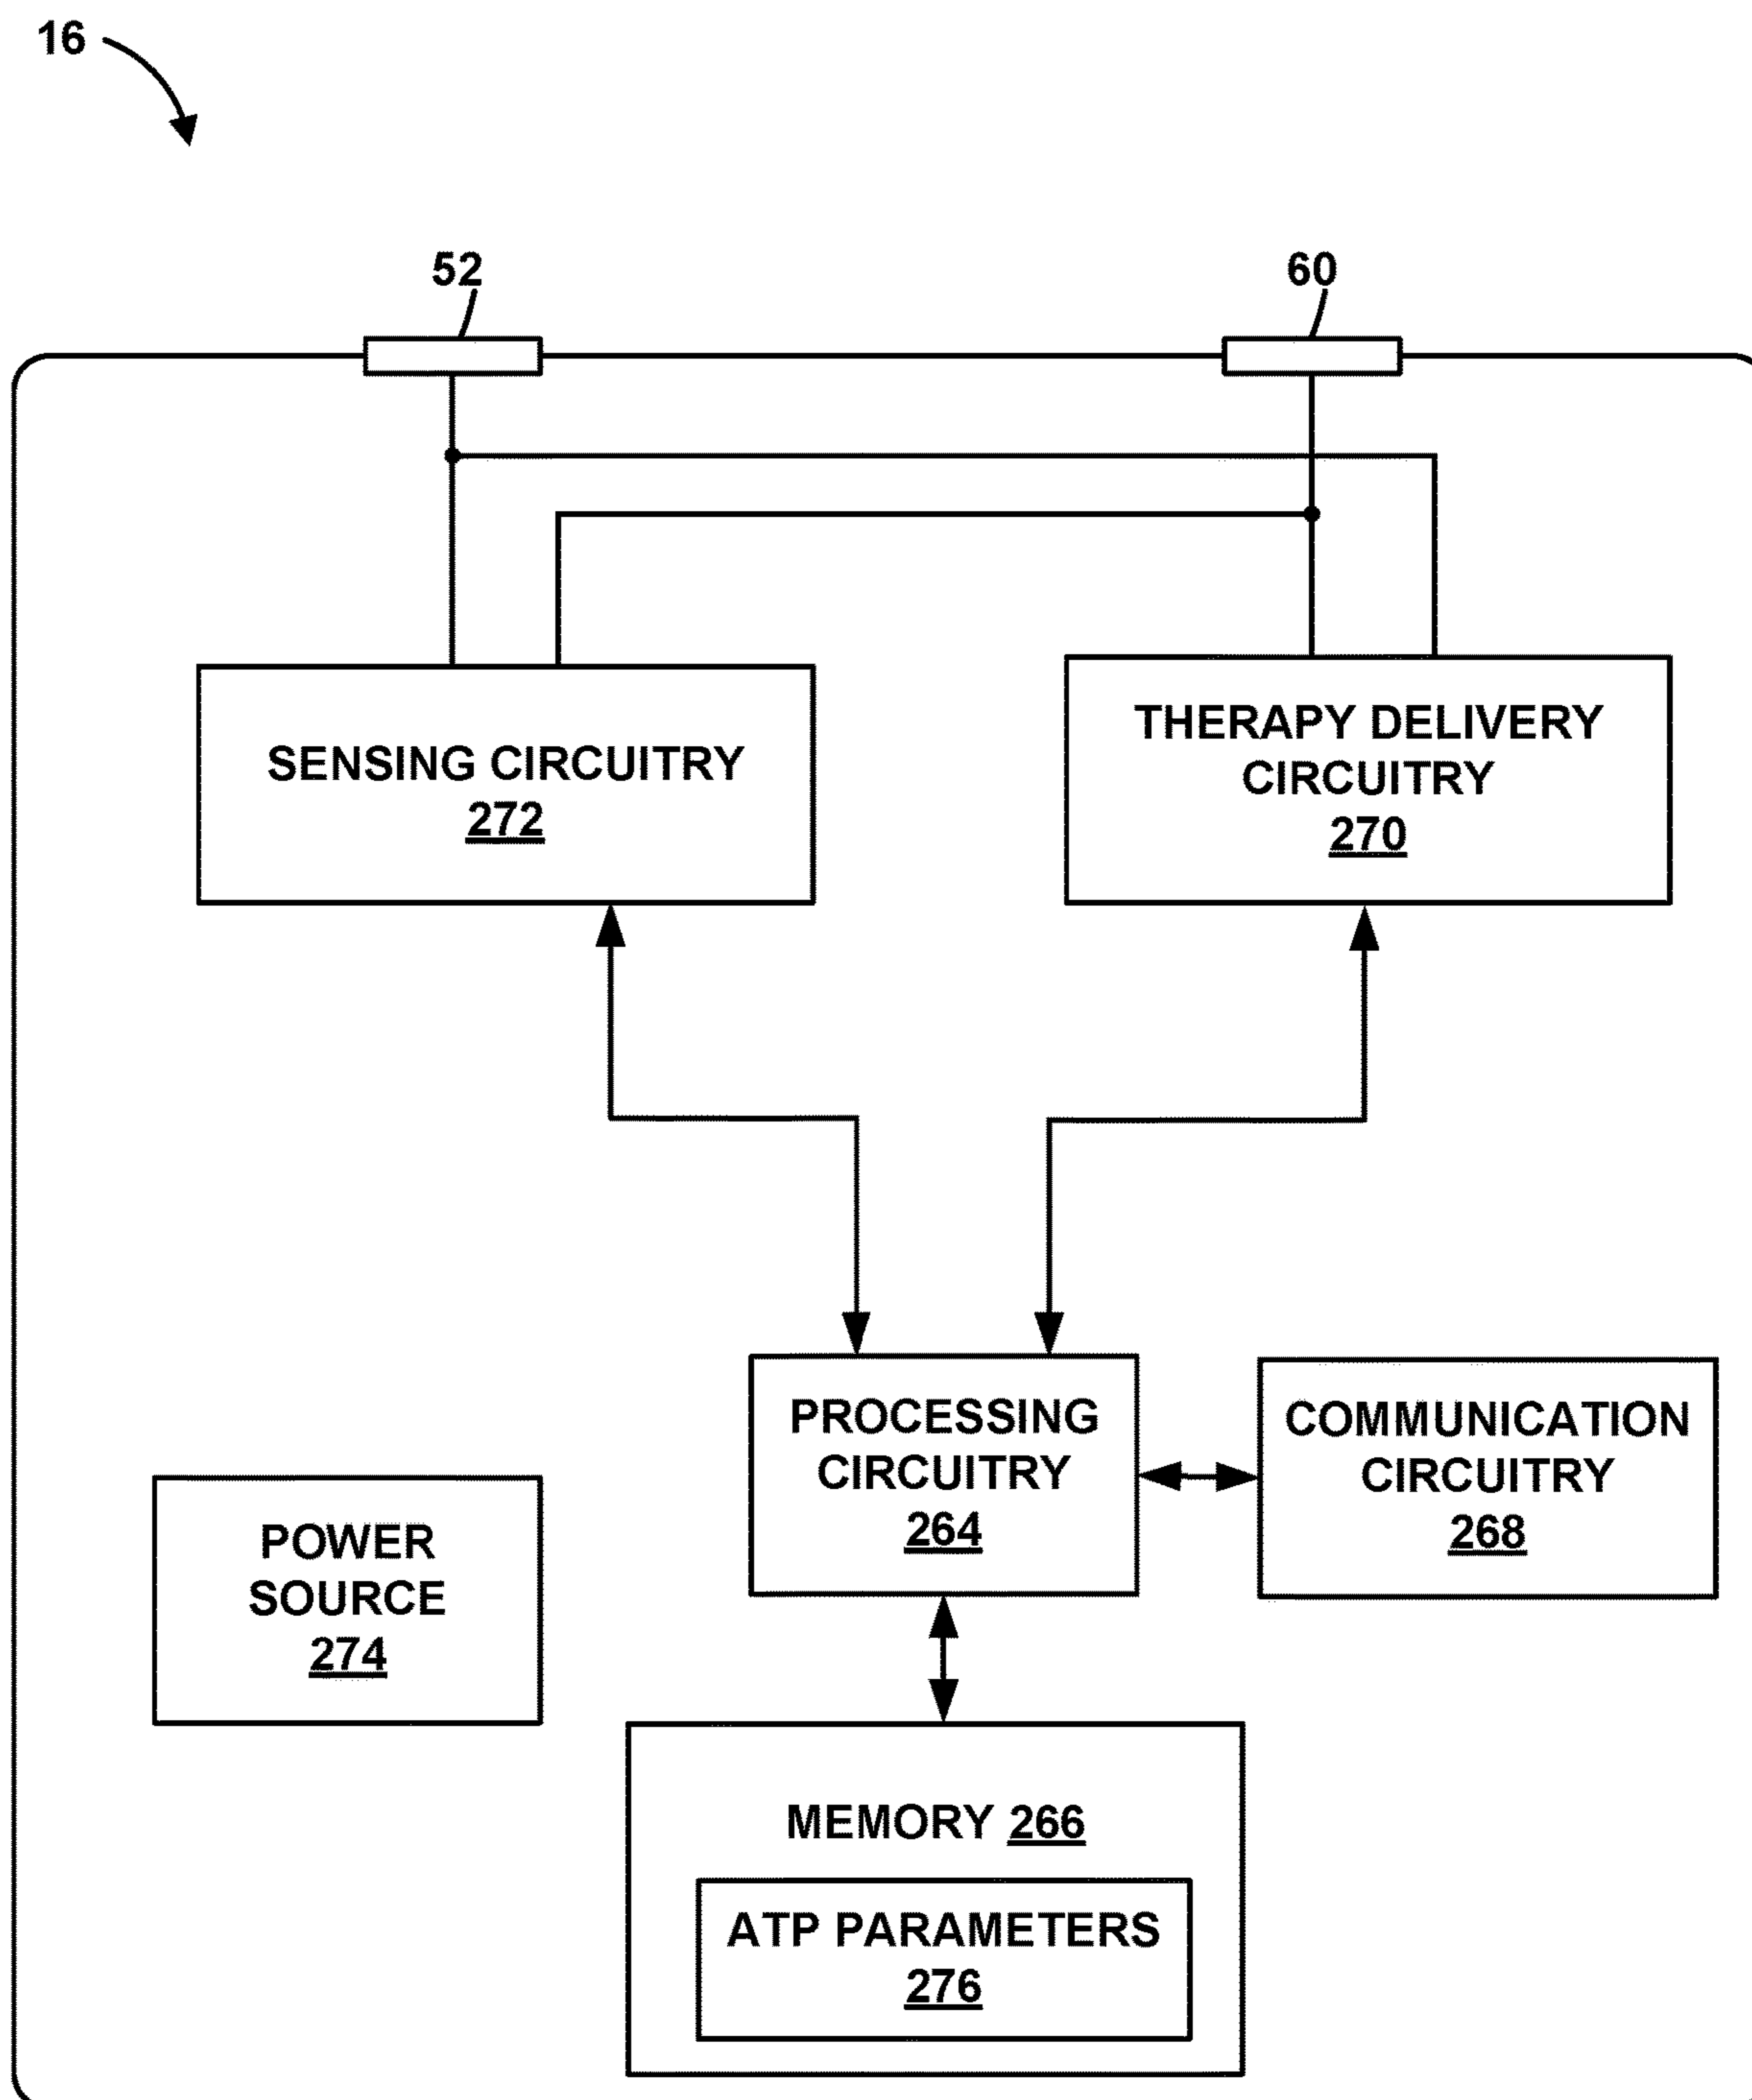 16
52
60
SENSING CIRCUITRY
272
THERAPY DELIVERY
CIRCUITRY
270
PROCESSING
CIRCUITRY
264
COMMUNICATION
CIRCUITRY
268
POWER
SOURCE
274
MEMORY 266
ATP PARAMETERS
276